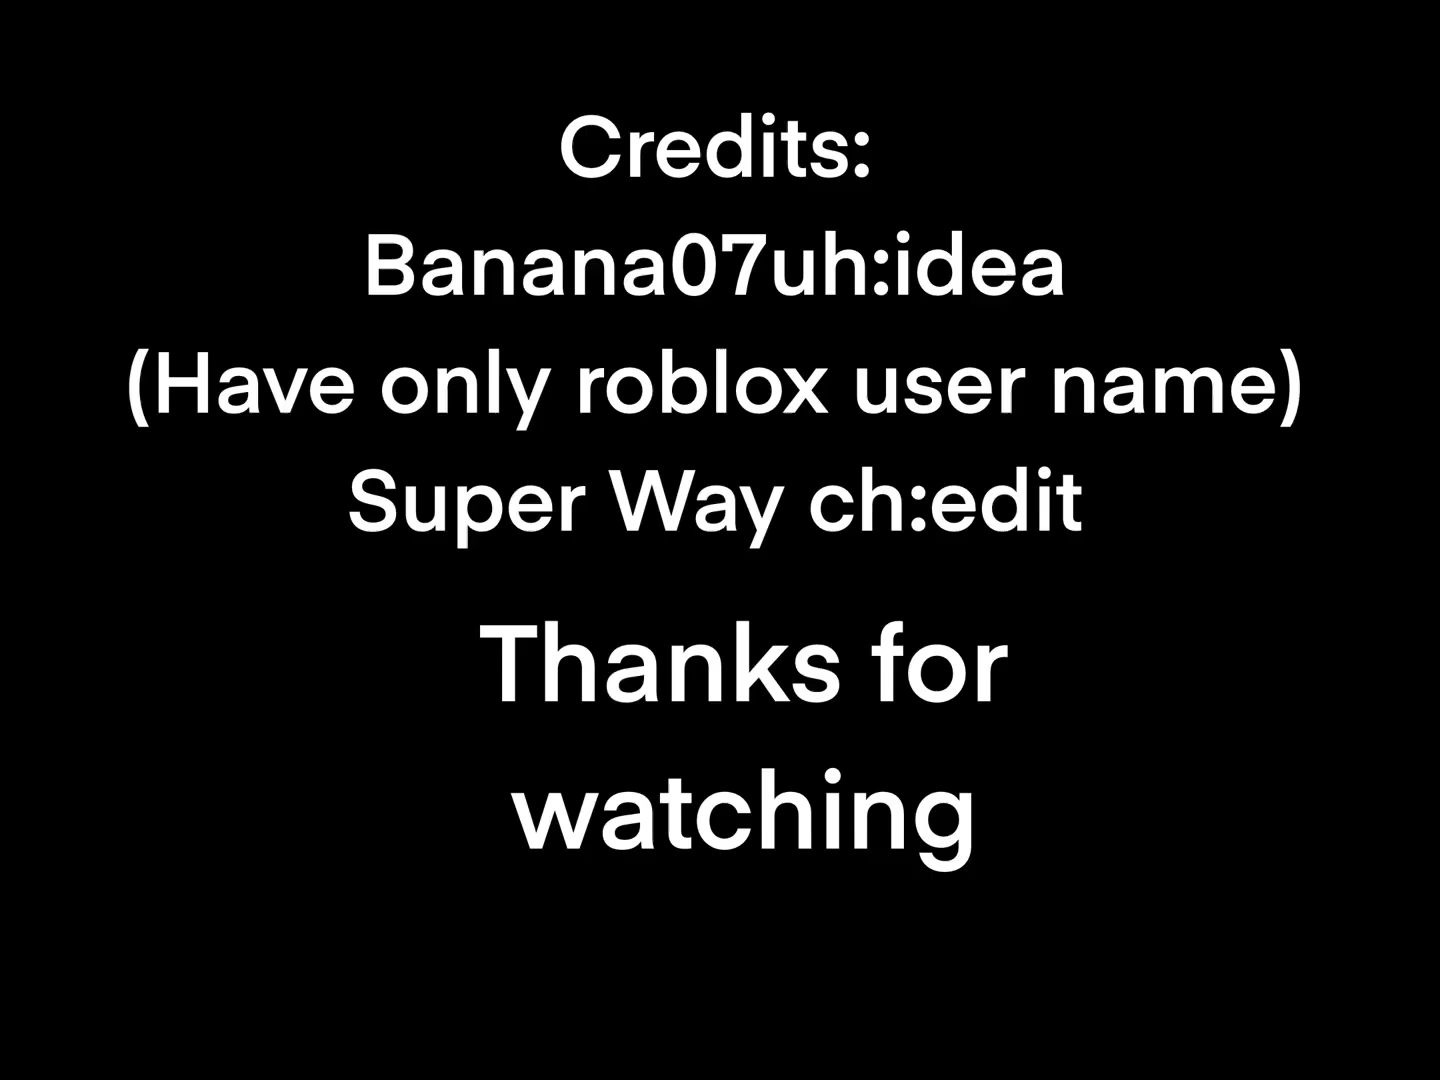 Credits:
Banana07uh:idea
(Have only roblox user name)
Super Way ch:edit
Thanks for
watching